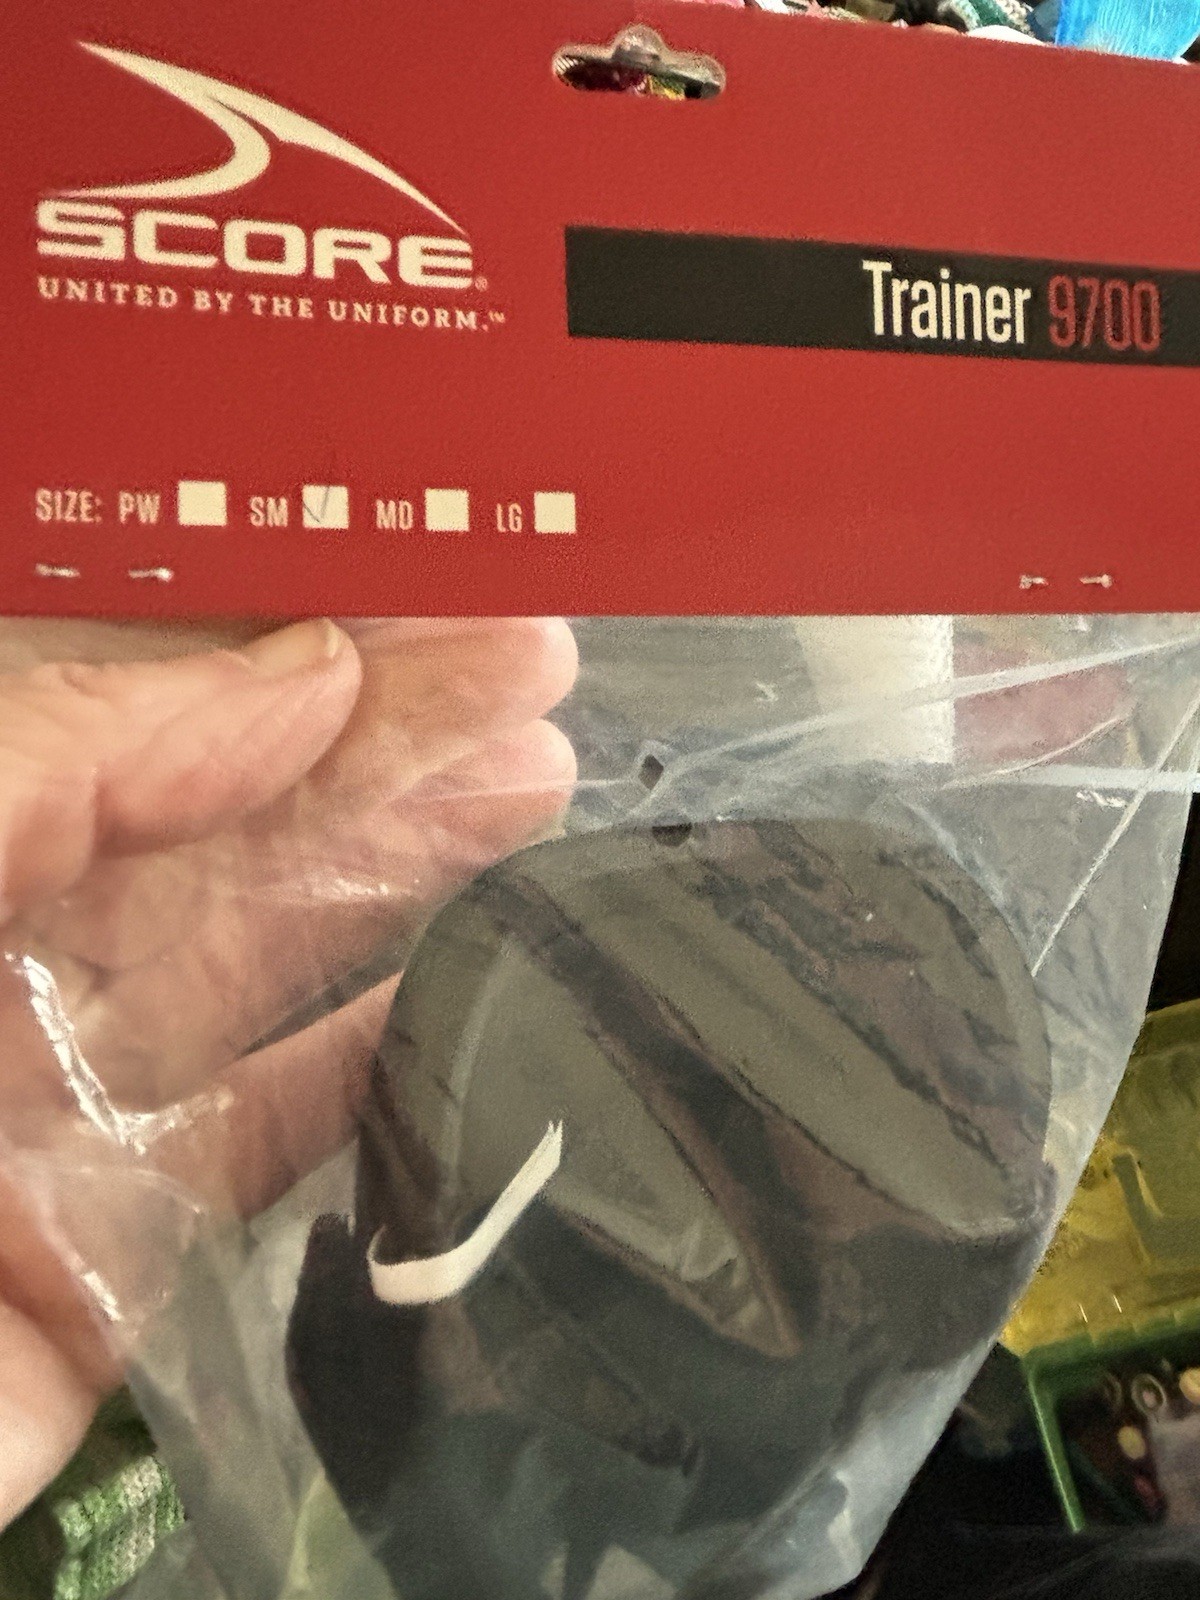 SCORE®
UNITED BY THE UNIFORM.™
Trainer 9700
SIZE: PW SM MD LG